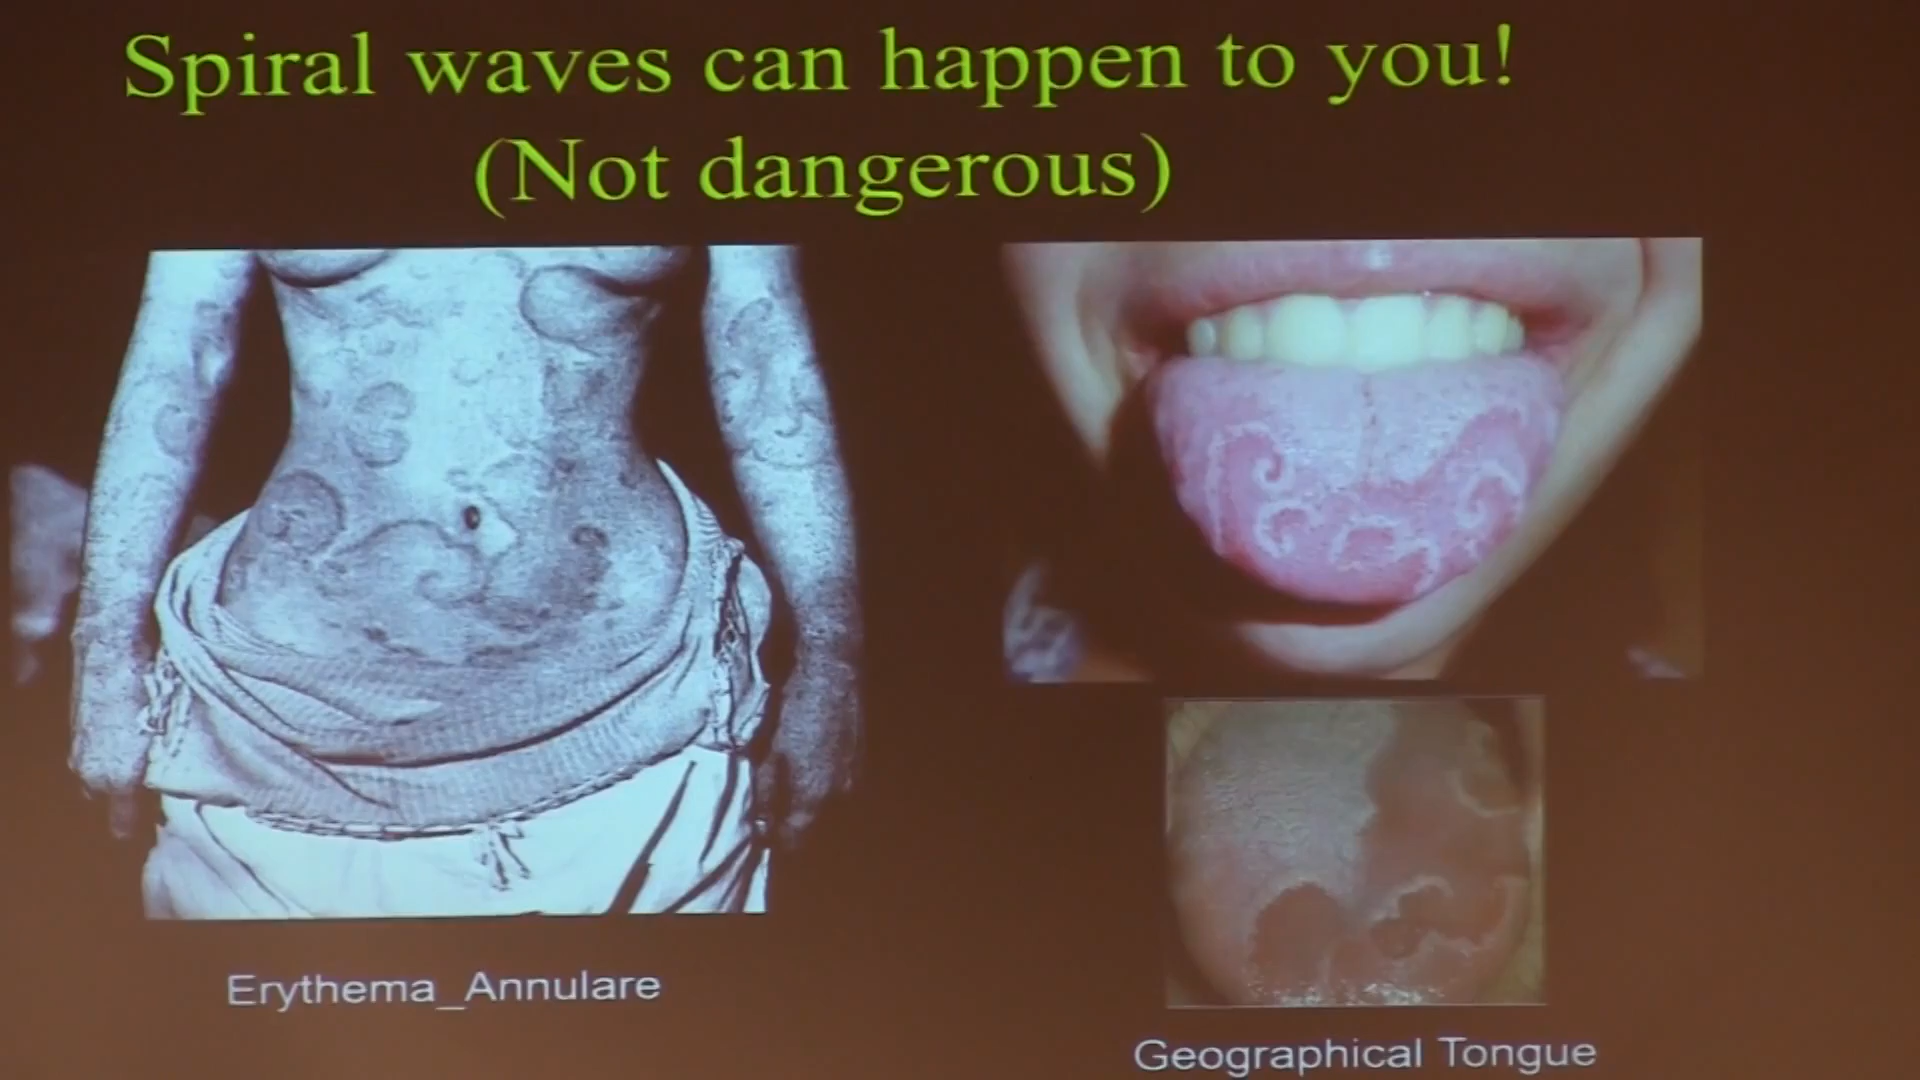 Spiral waves can happen to you!
(Not dangerous)
Erythema_Annulare
Geographical Tongue